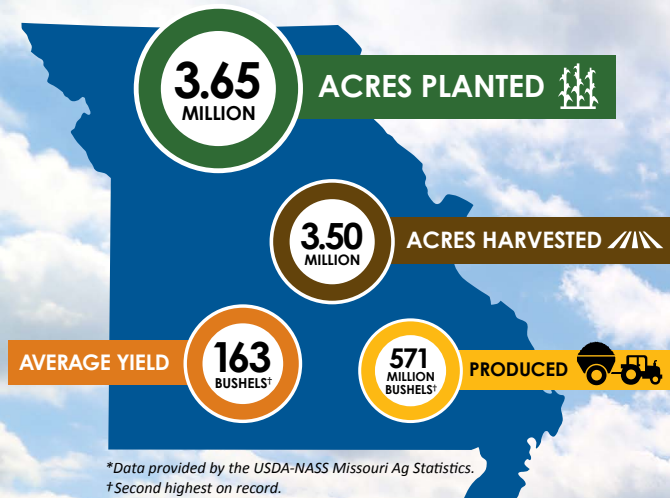 3.65
MILLION
ACRES PLANTED
3.50
MILLION
ACRES HARVESTED
AVERAGE YIELD
163
BUSHELS†
571
MILLION
BUSHELS†
PRODUCED
*Data provided by the USDA-NASS Missouri Ag Statistics.
†Second highest on record.